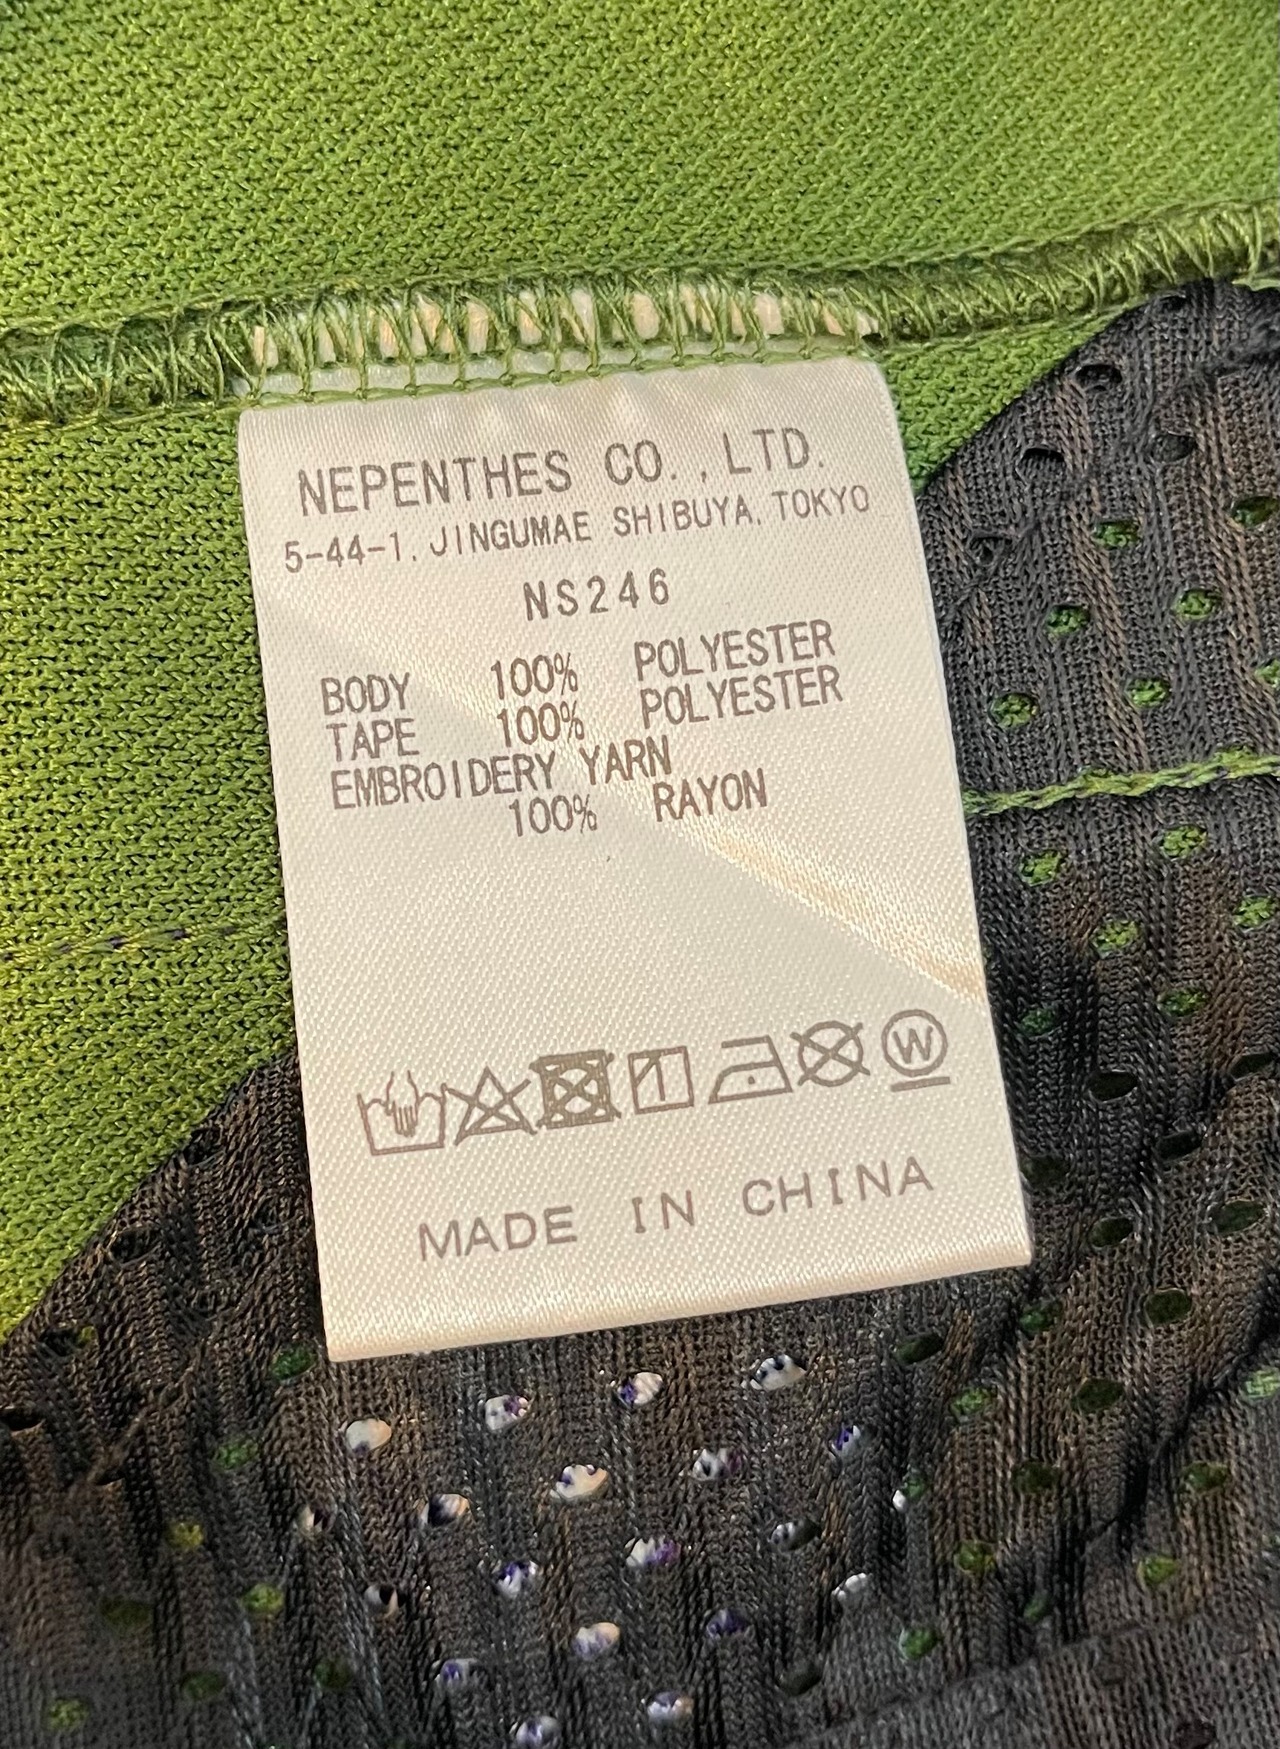 NEPENTHES CO.,LTD.
5-44-1, JINGUMAE SHIBUYA, TOKYO
NS246
BODY 100% POLYESTER
TAPE 100% POLYESTER
EMBROIDERY YARN
100% RAYON
W
MADE IN CHINA